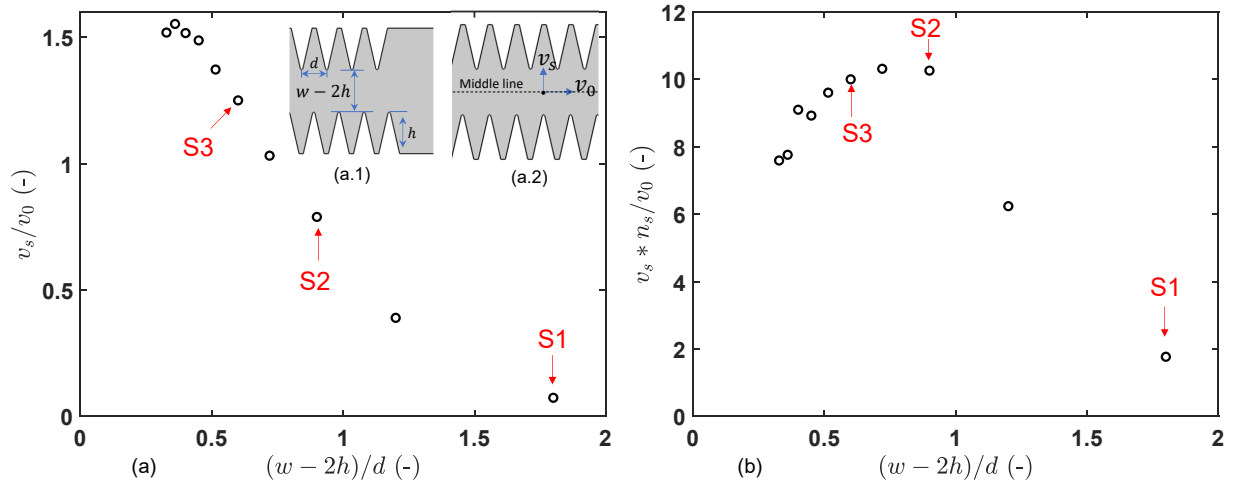 1.5
1
0.5
0
0
0.5
1
1.5
2
v_s/v_0 (-)
(w − 2h)/d (-)
(a)
S3
S2
S1
d
w − 2h
h
(a.1)
Middle line
v_s
v_0
(a.2)
12
10
8
6
4
2
0
0
0.5
1
1.5
2
v_s * n_s/v_0 (-)
(w − 2h)/d (-)
(b)
S2
S3
S1